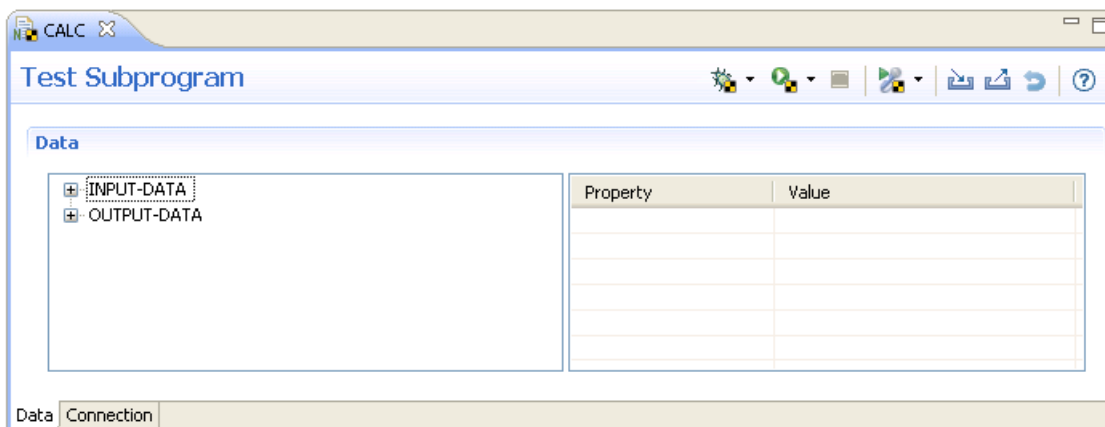 CALC
Test Subprogram
Data
INPUT-DATA
OUTPUT-DATA
Property Value
Data Connection